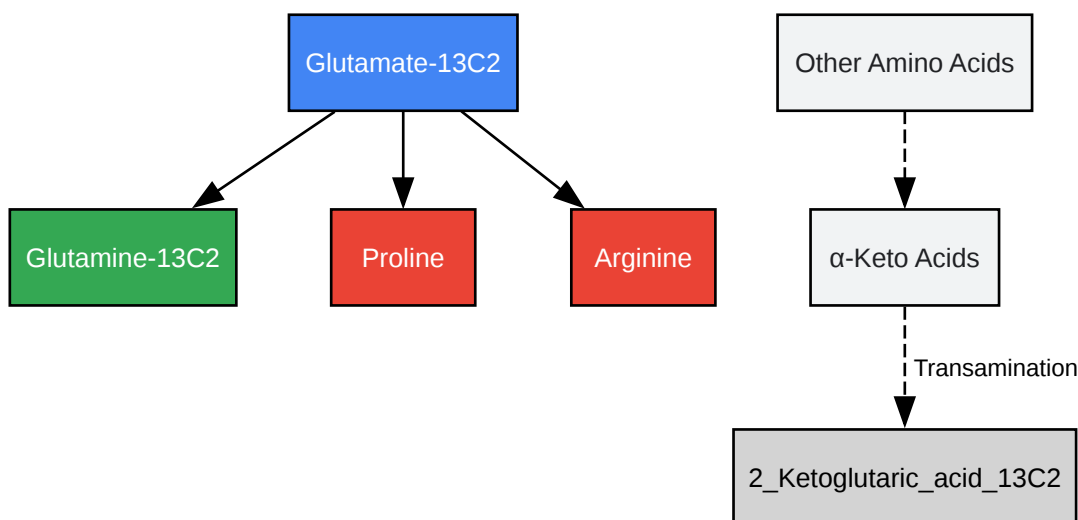 Glutamate-13C2
Other Amino Acids
Glutamine-13C2
Proline
Arginine
α-Keto Acids
Transamination
2_Ketoglutaric_acid_13C2